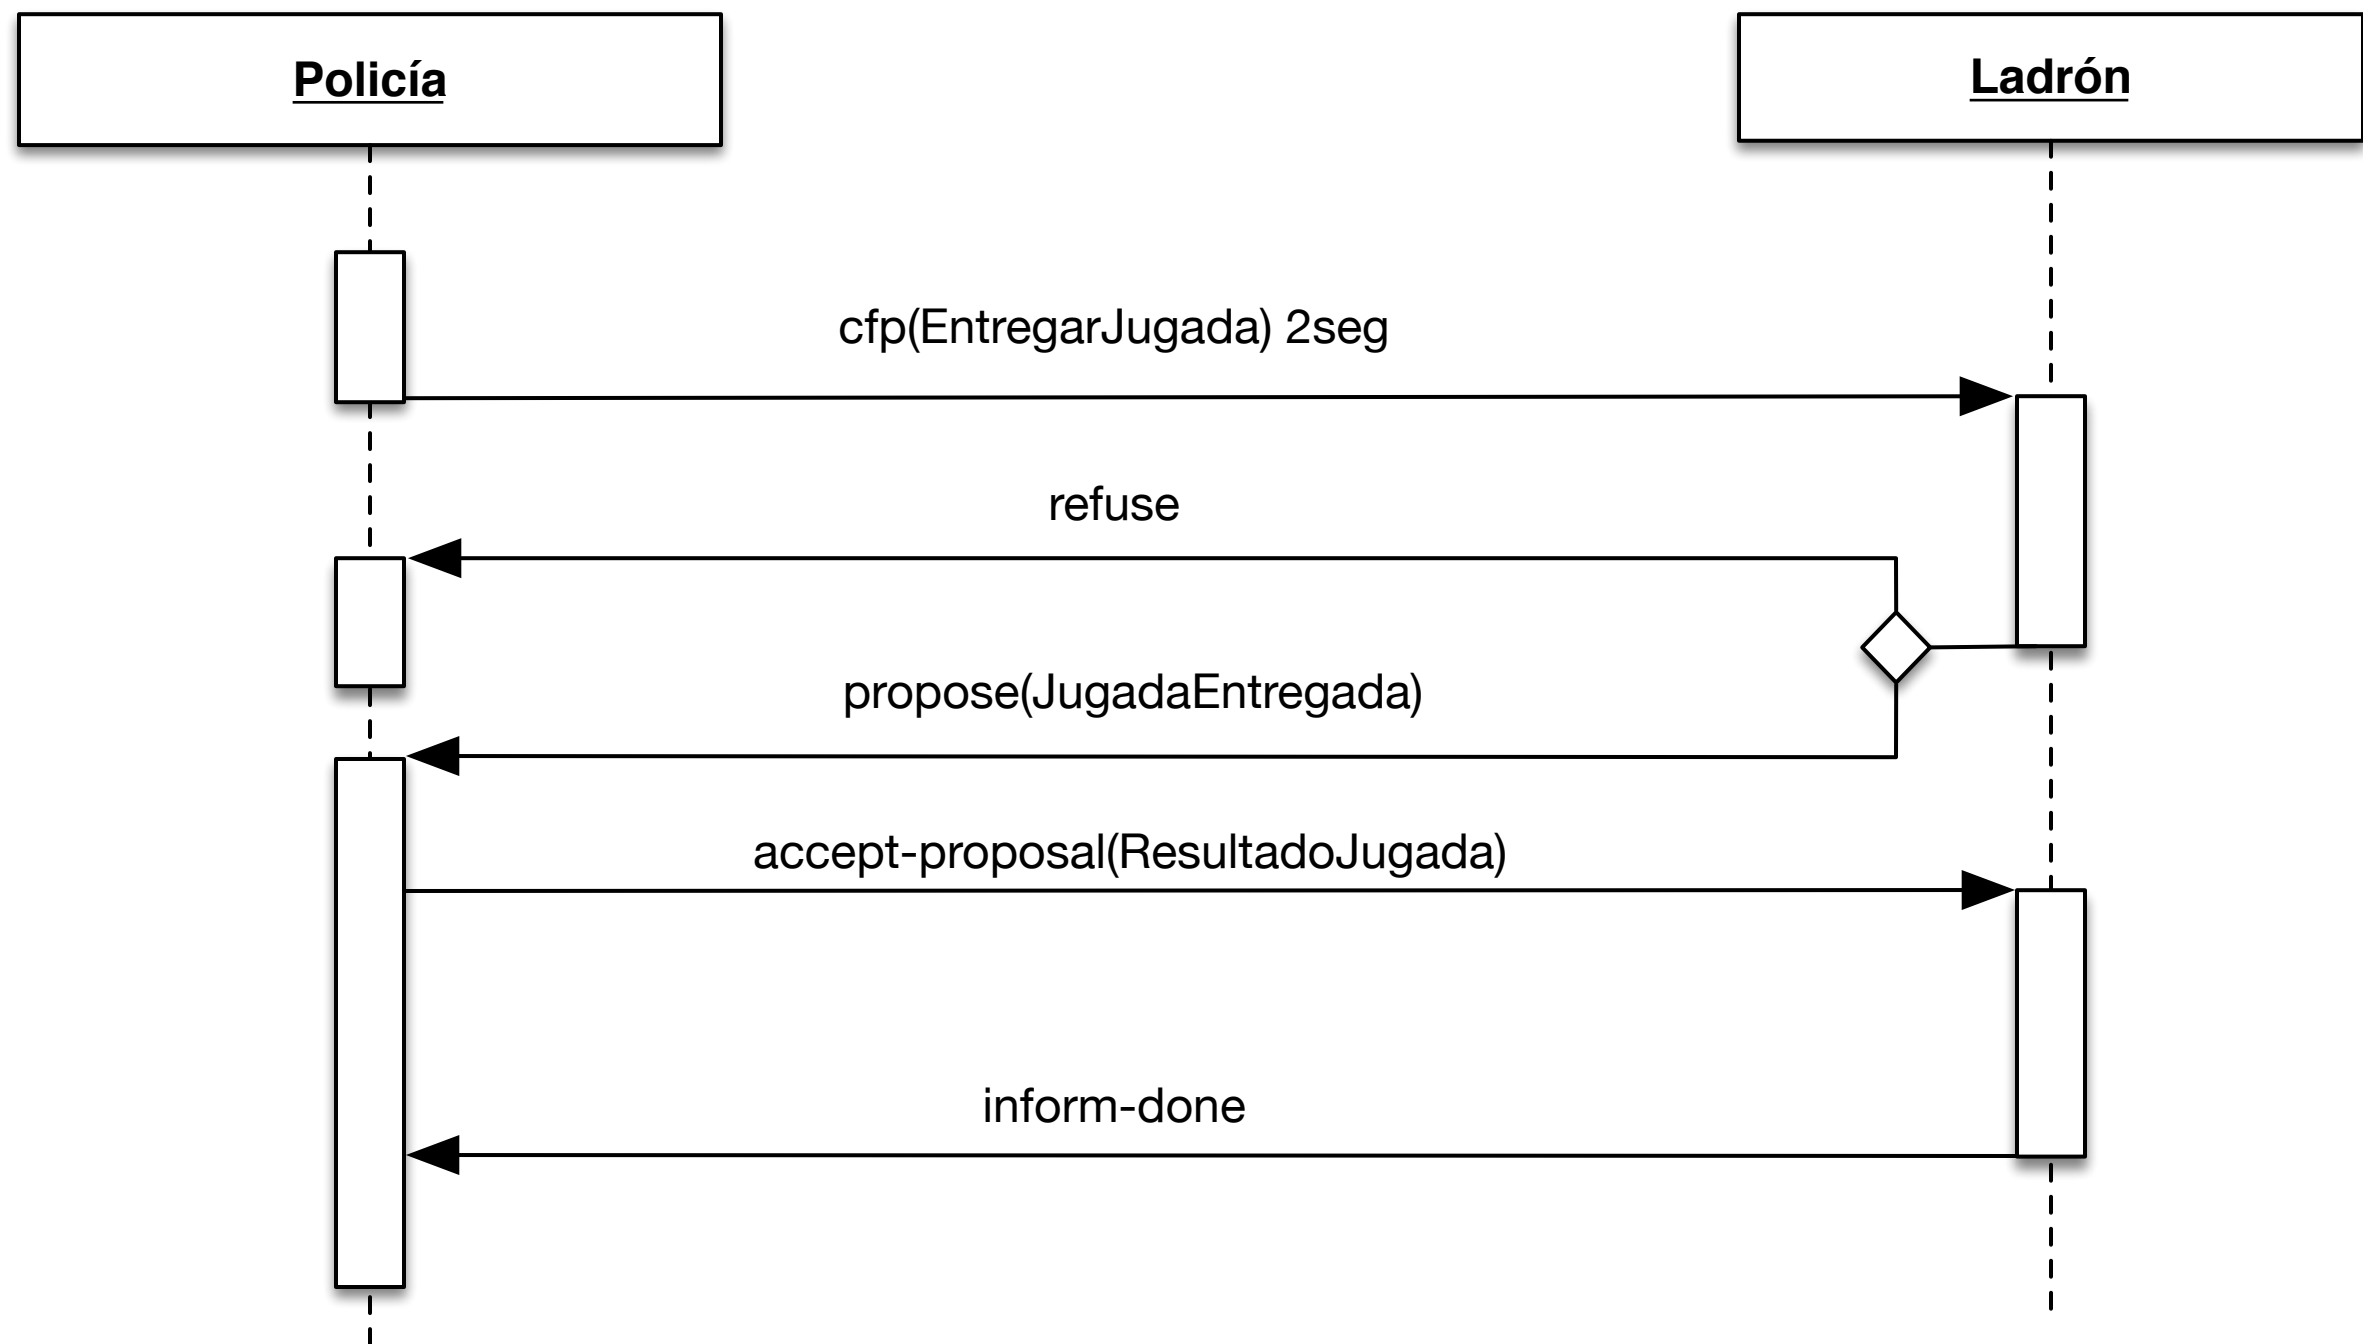 Policía
Ladrón
cfp(EntregarJugada) 2seg
refuse
propose(JugadaEntregada)
accept-proposal(ResultadoJugada)
inform-done